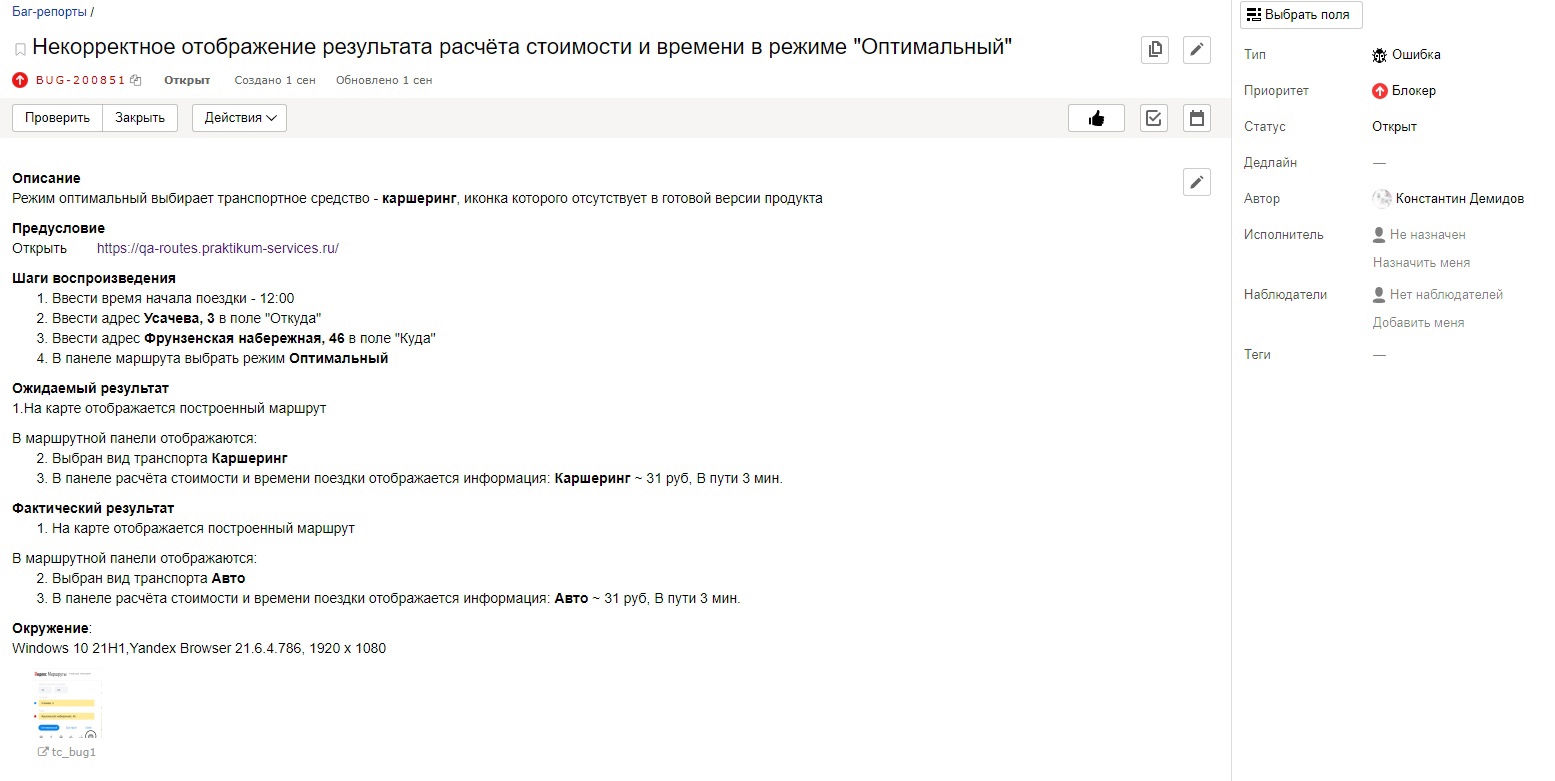 Баг-репорты /
Некорректное отображение результата расчёта стоимости и времени в режиме "Оптимальный"
BUG-200851 Открыт Создано 1 сен Обновлено 1 сен
Проверить Закрыть Действия
Описание
Режим оптимальный выбирает транспортное средство - каршеринг, иконка которого отсутствует в готовой версии продукта
Предусловие
Открыть https://qa-routes.praktikum-services.ru/
Шаги воспроизведения
1. Ввести время начала поездки - 12:00
2. Ввести адрес Усачева, 3 в поле "Откуда"
3. Ввести адрес Фрунзенская набережная, 46 в поле "Куда"
4. В панеле маршрута выбрать режим Оптимальный
Ожидаемый результат
1.На карте отображается построенный маршрут
В маршрутной панели отображаются:
2. Выбран вид транспорта Каршеринг
3. В панеле расчёта стоимости и времени поездки отображается информация: Каршеринг ~ 31 руб, В пути 3 мин.
Фактический результат
1. На карте отображается построенный маршрут
В маршрутной панели отображаются:
2. Выбран вид транспорта Авто
3. В панеле расчёта стоимости и времени поездки отображается информация: Авто ~ 31 руб, В пути 3 мин.
Окружение:
Windows 10 21H1,Yandex Browser 21.6.4.786, 1920 x 1080
tc_bug1
Выбрать поля
Тип Ошибка
Приоритет Блокер
Статус Открыт
Дедлайн —
Автор Константин Демидов
Исполнитель Не назначен
Назначить меня
Наблюдатели Нет наблюдателей
Добавить меня
Теги —